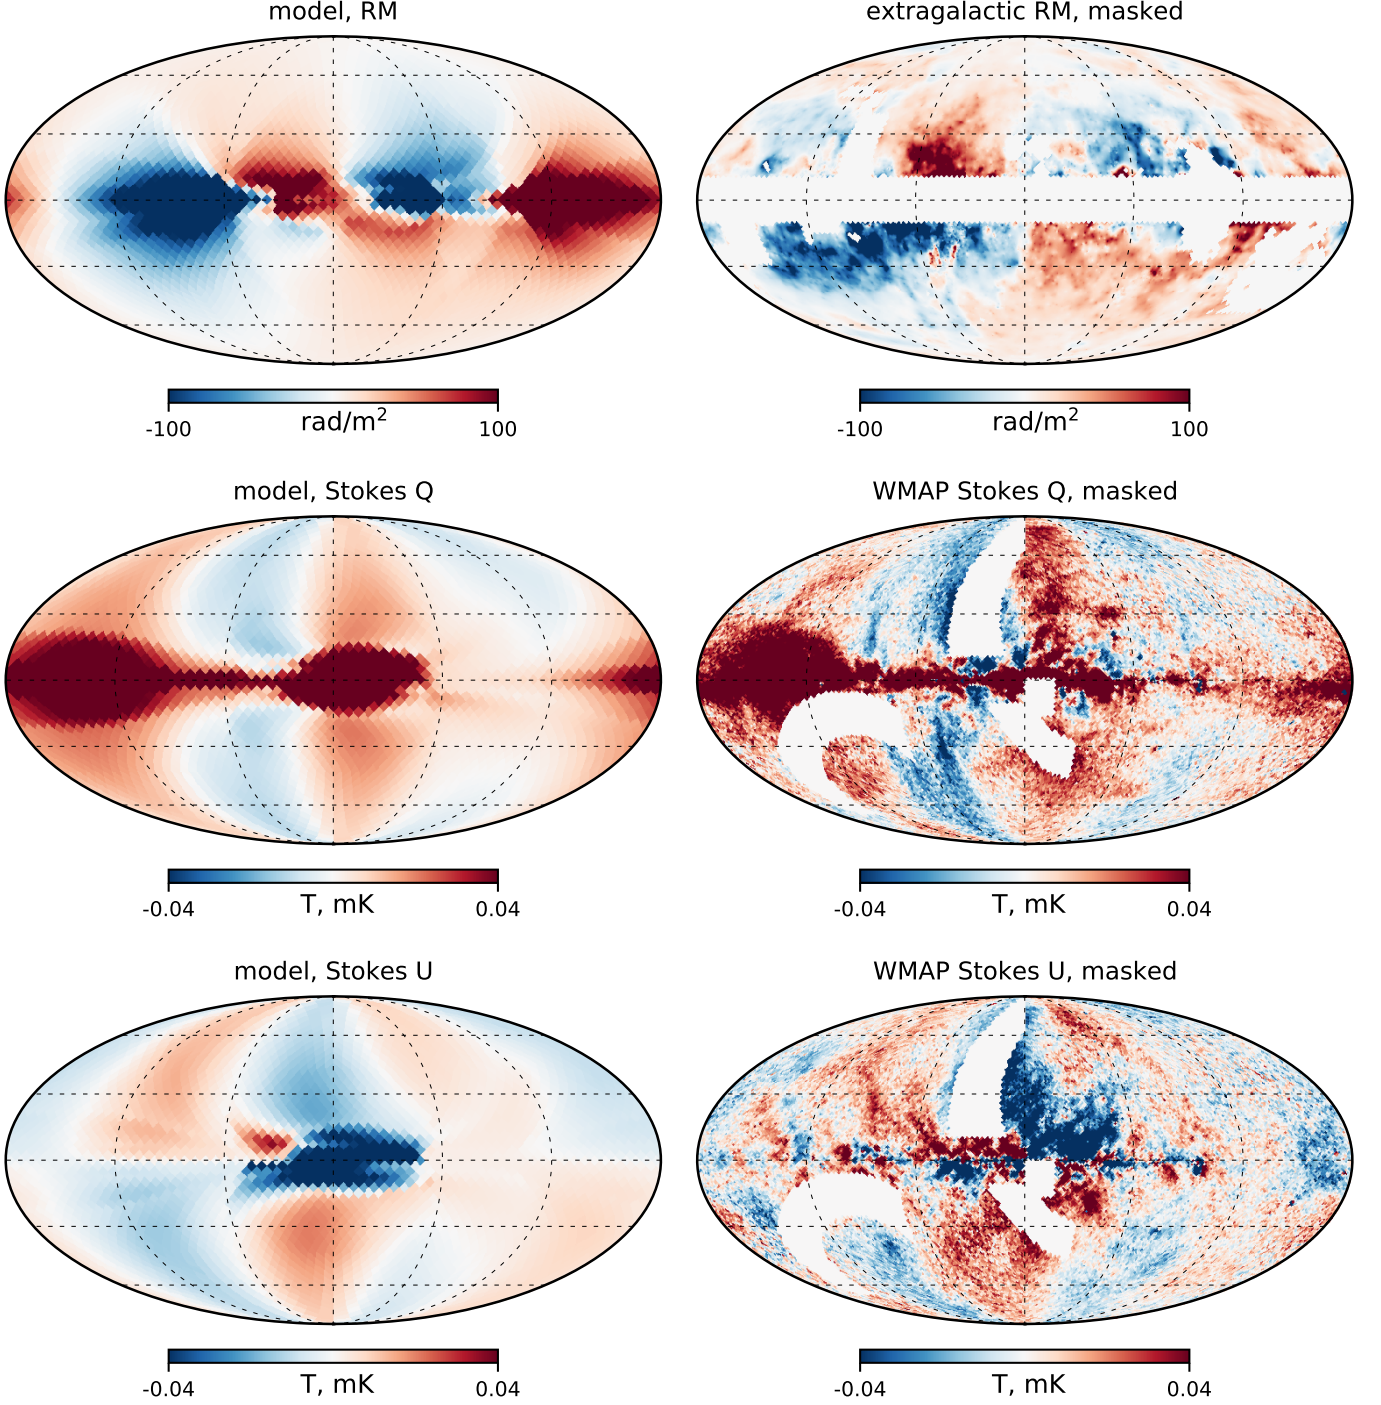 model, RM
extragalactic RM, masked
rad/m²
-100 100
rad/m²
-100 100
model, Stokes Q
WMAP Stokes Q, masked
T, mK
-0.04 0.04
T, mK
-0.04 0.04
model, Stokes U
WMAP Stokes U, masked
T, mK
-0.04 0.04
T, mK
-0.04 0.04